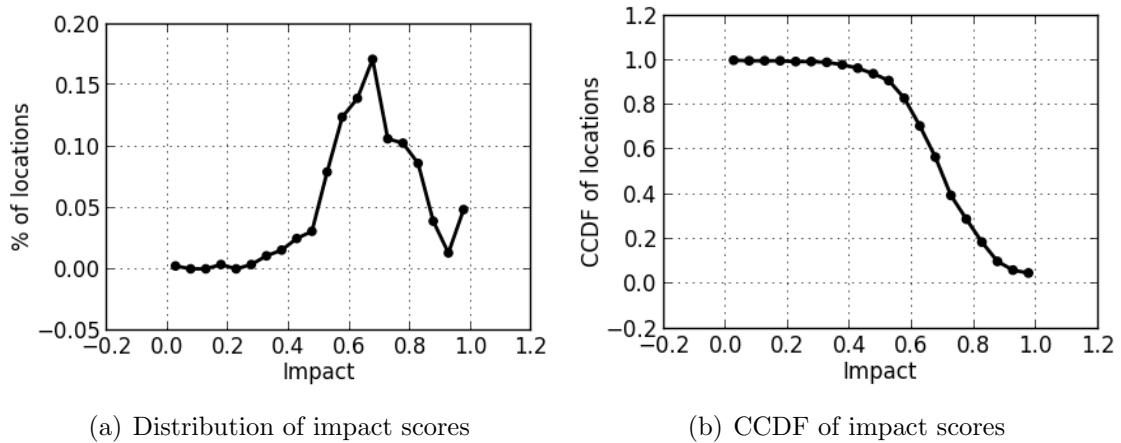 0.20
0.15
0.10
0.05
0.00
−0.05
−0.2 0.0 0.2 0.4 0.6 0.8 1.0 1.2
% of locations
Impact
(a) Distribution of impact scores
1.2
1.0
0.8
0.6
0.4
0.2
0.0
−0.2
−0.2 0.0 0.2 0.4 0.6 0.8 1.0 1.2
CCDF of locations
Impact
(b) CCDF of impact scores